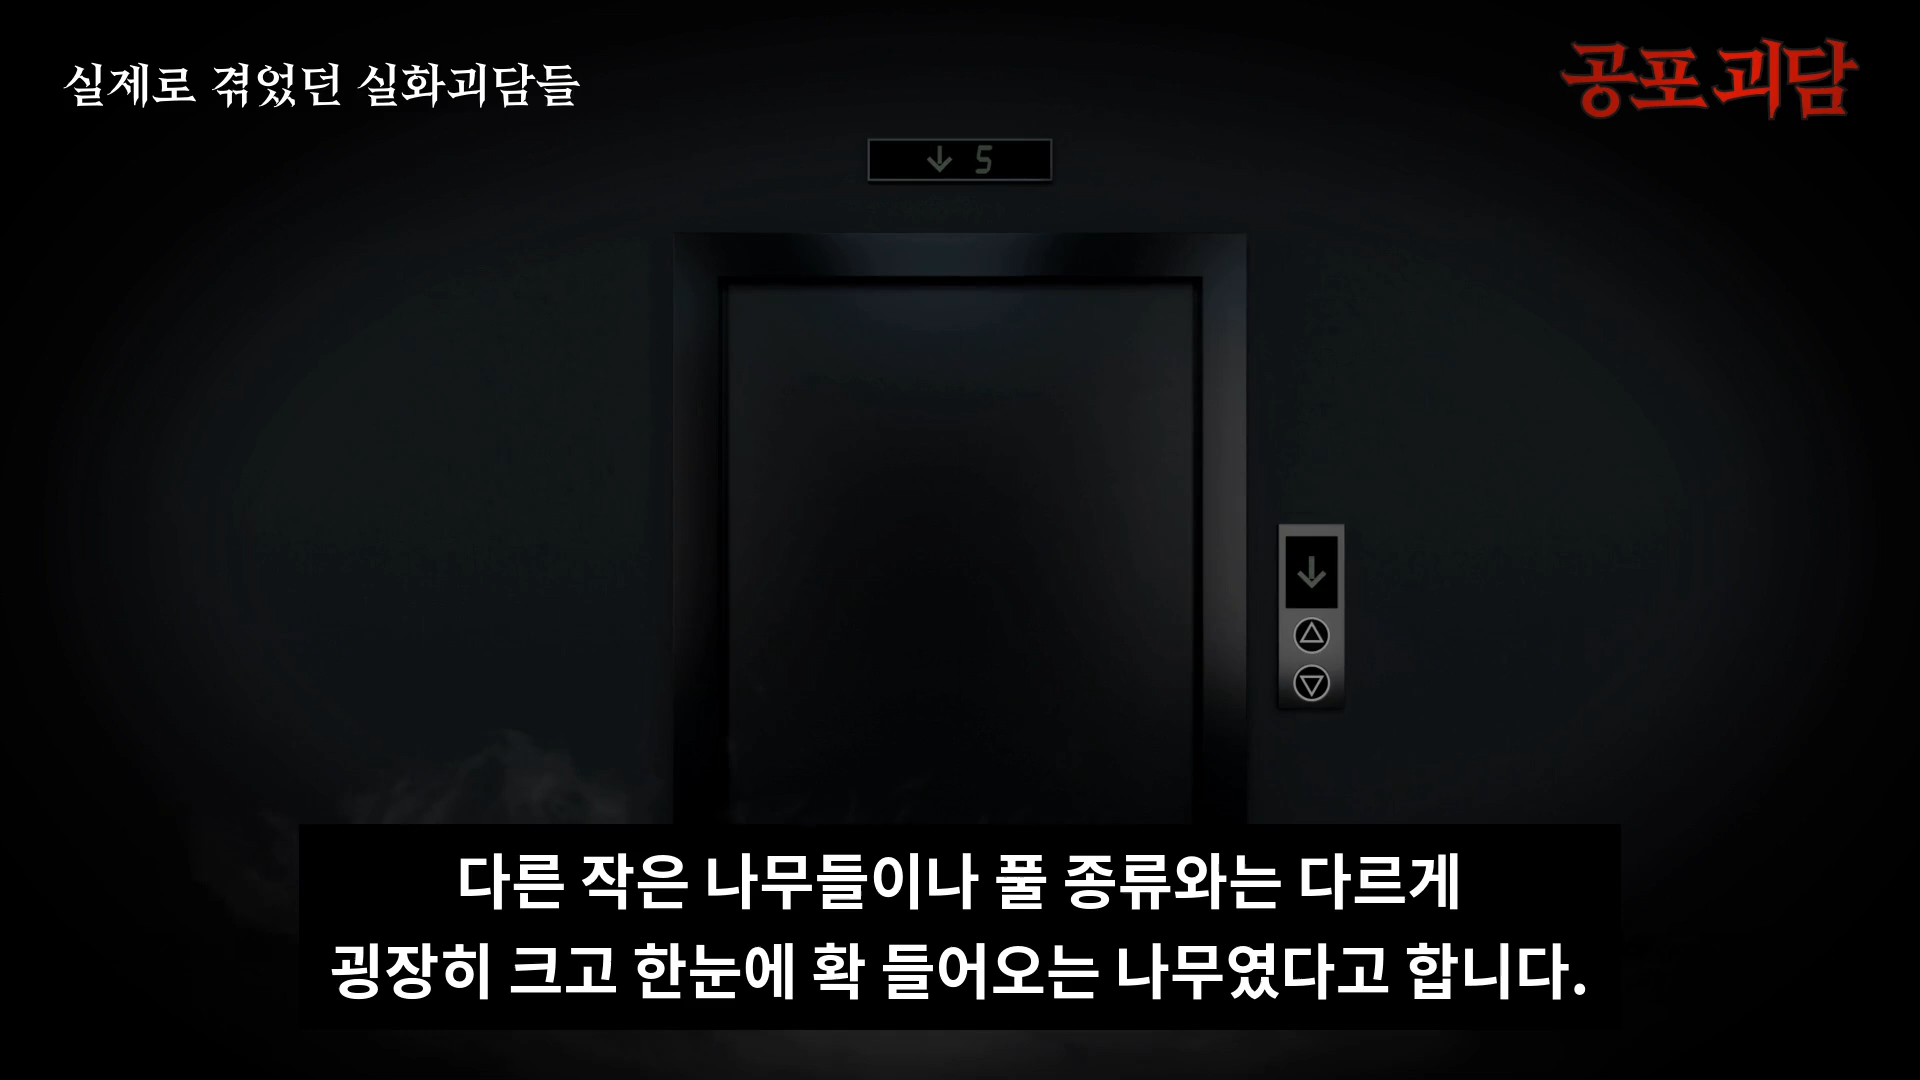 실제로 겪었던 실화괴담들
공포 괴담
5
다른 작은 나무들이나 풀 종류와는 다르게
굉장히 크고 한눈에 확 들어오는 나무였다고 합니다.